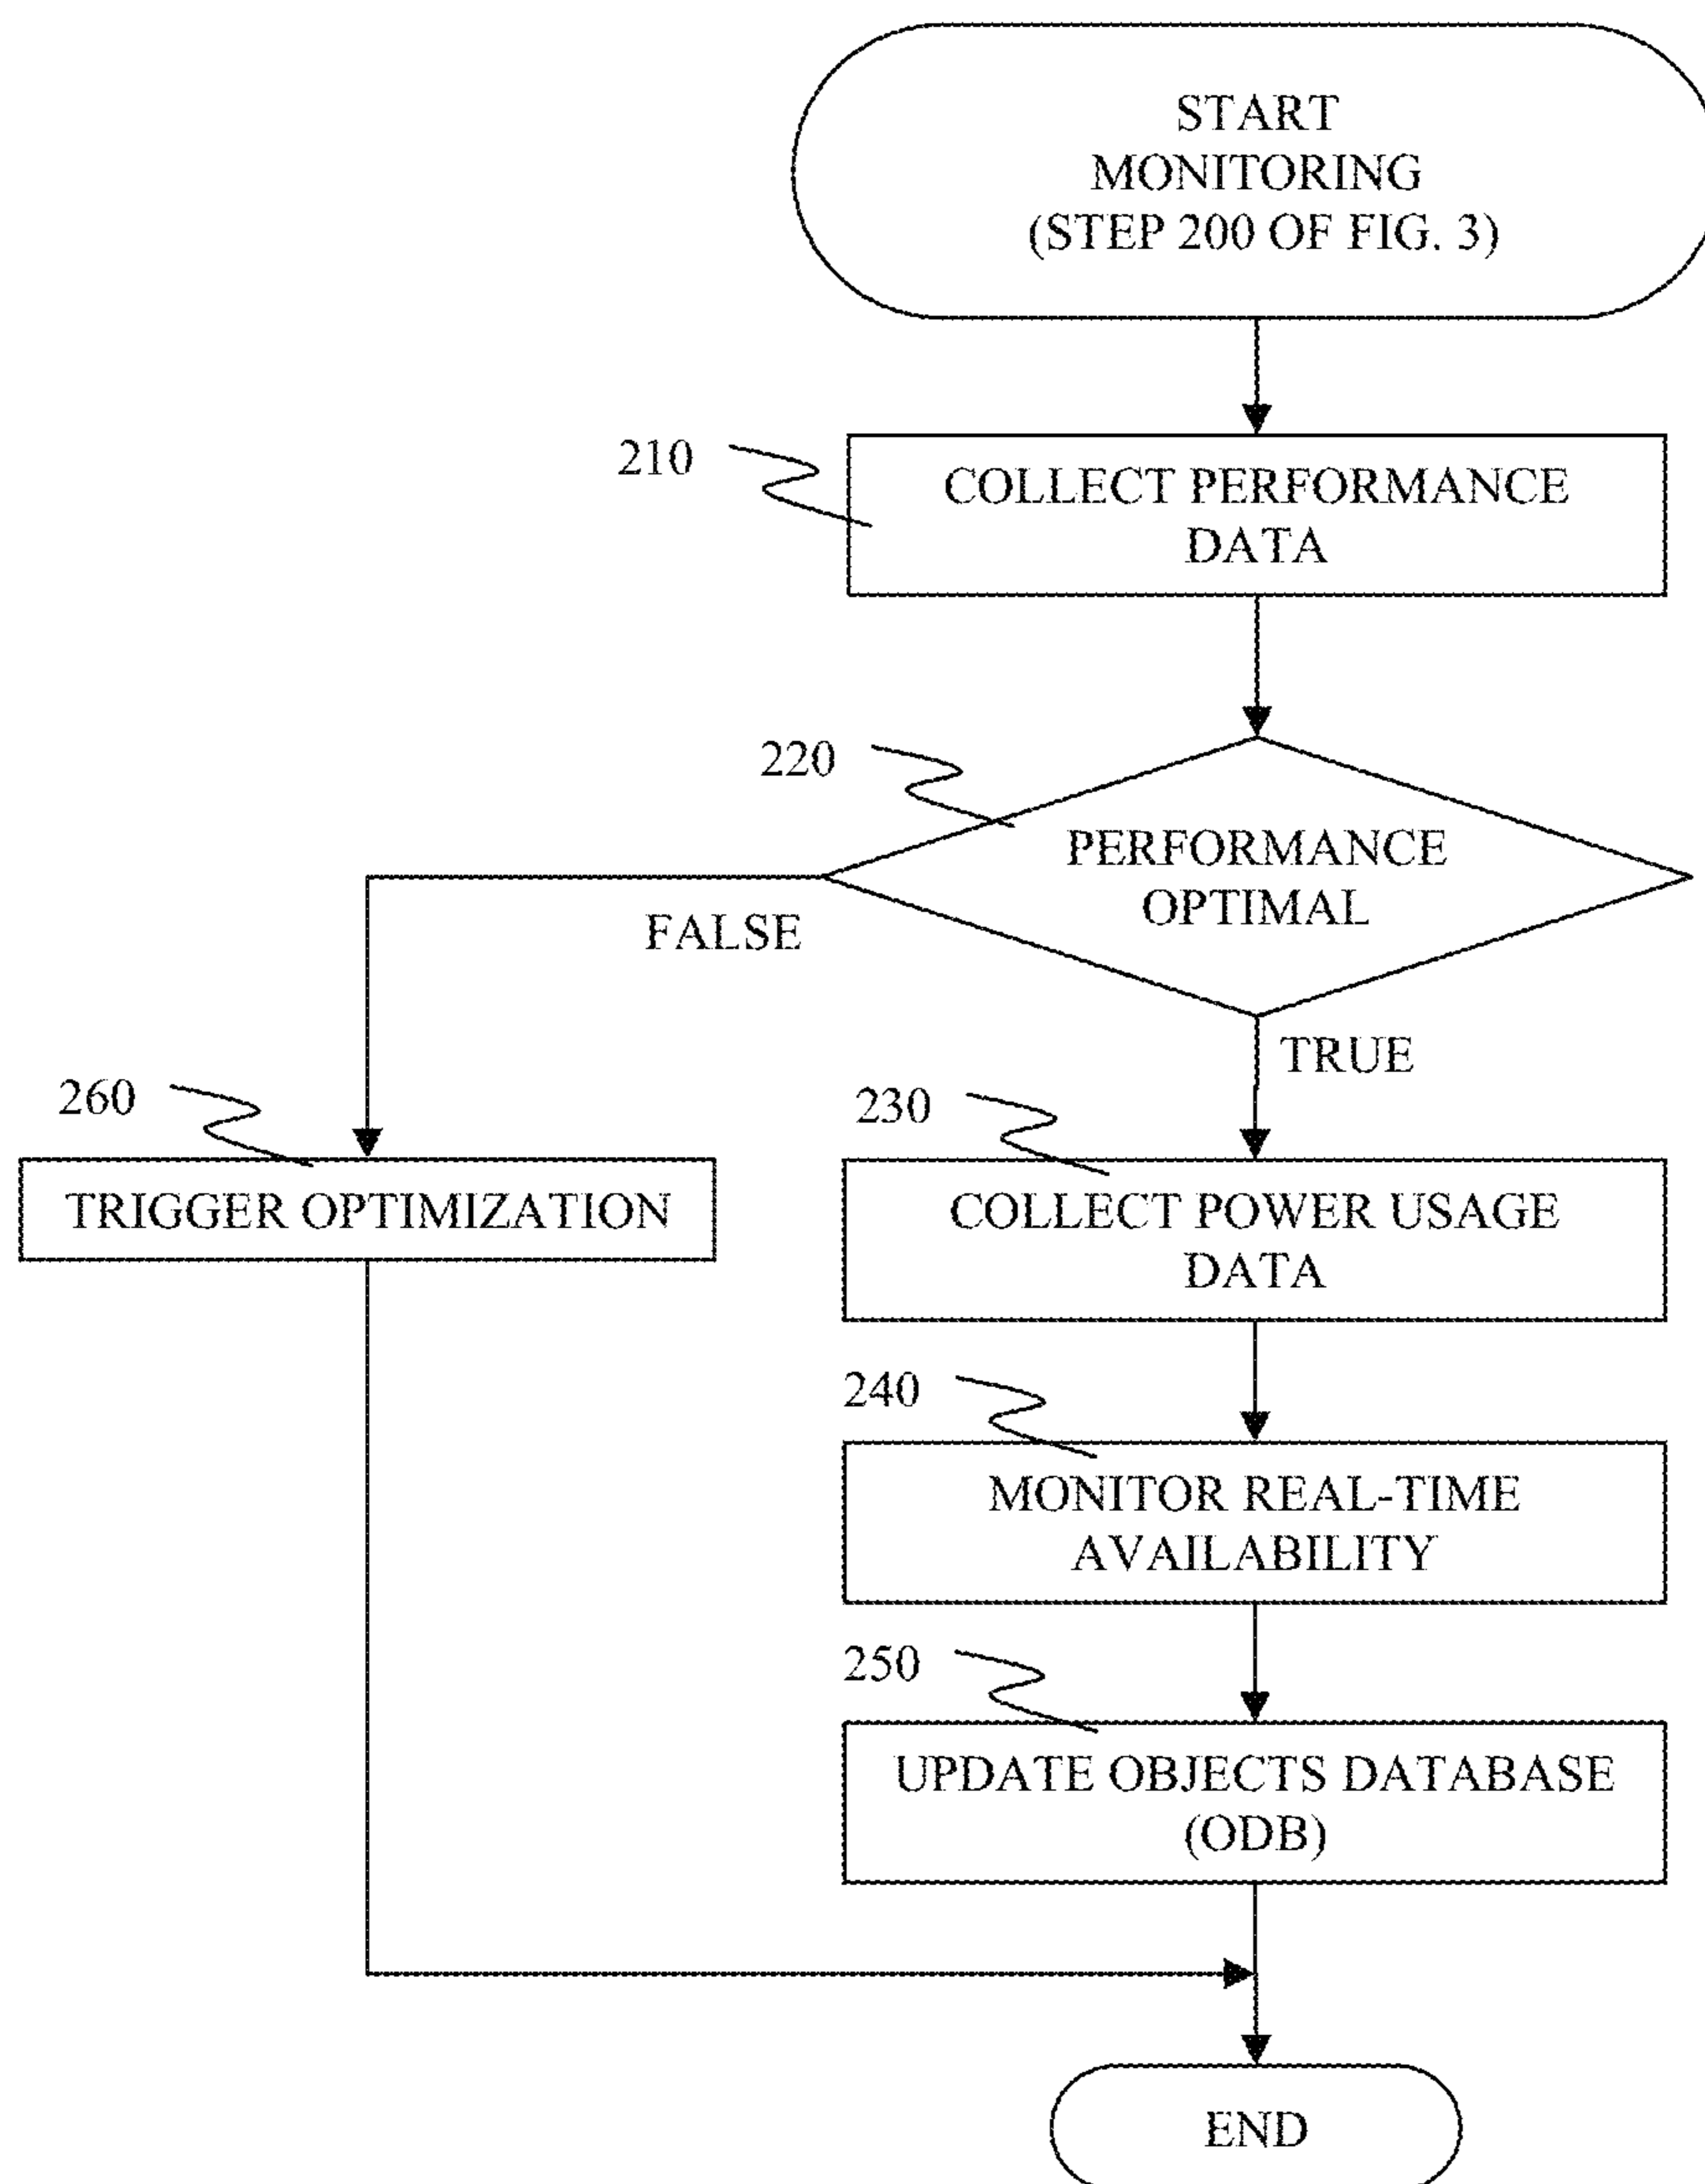 START
MONITORING
(STEP 200 OF FIG. 3)
210
COLLECT PERFORMANCE
DATA
220
PERFORMANCE
OPTIMAL
FALSE
TRUE
260
TRIGGER OPTIMIZATION
230
COLLECT POWER USAGE
DATA
240
MONITOR REAL-TIME
AVAILABILITY
250
UPDATE OBJECTS DATABASE
(ODB)
END